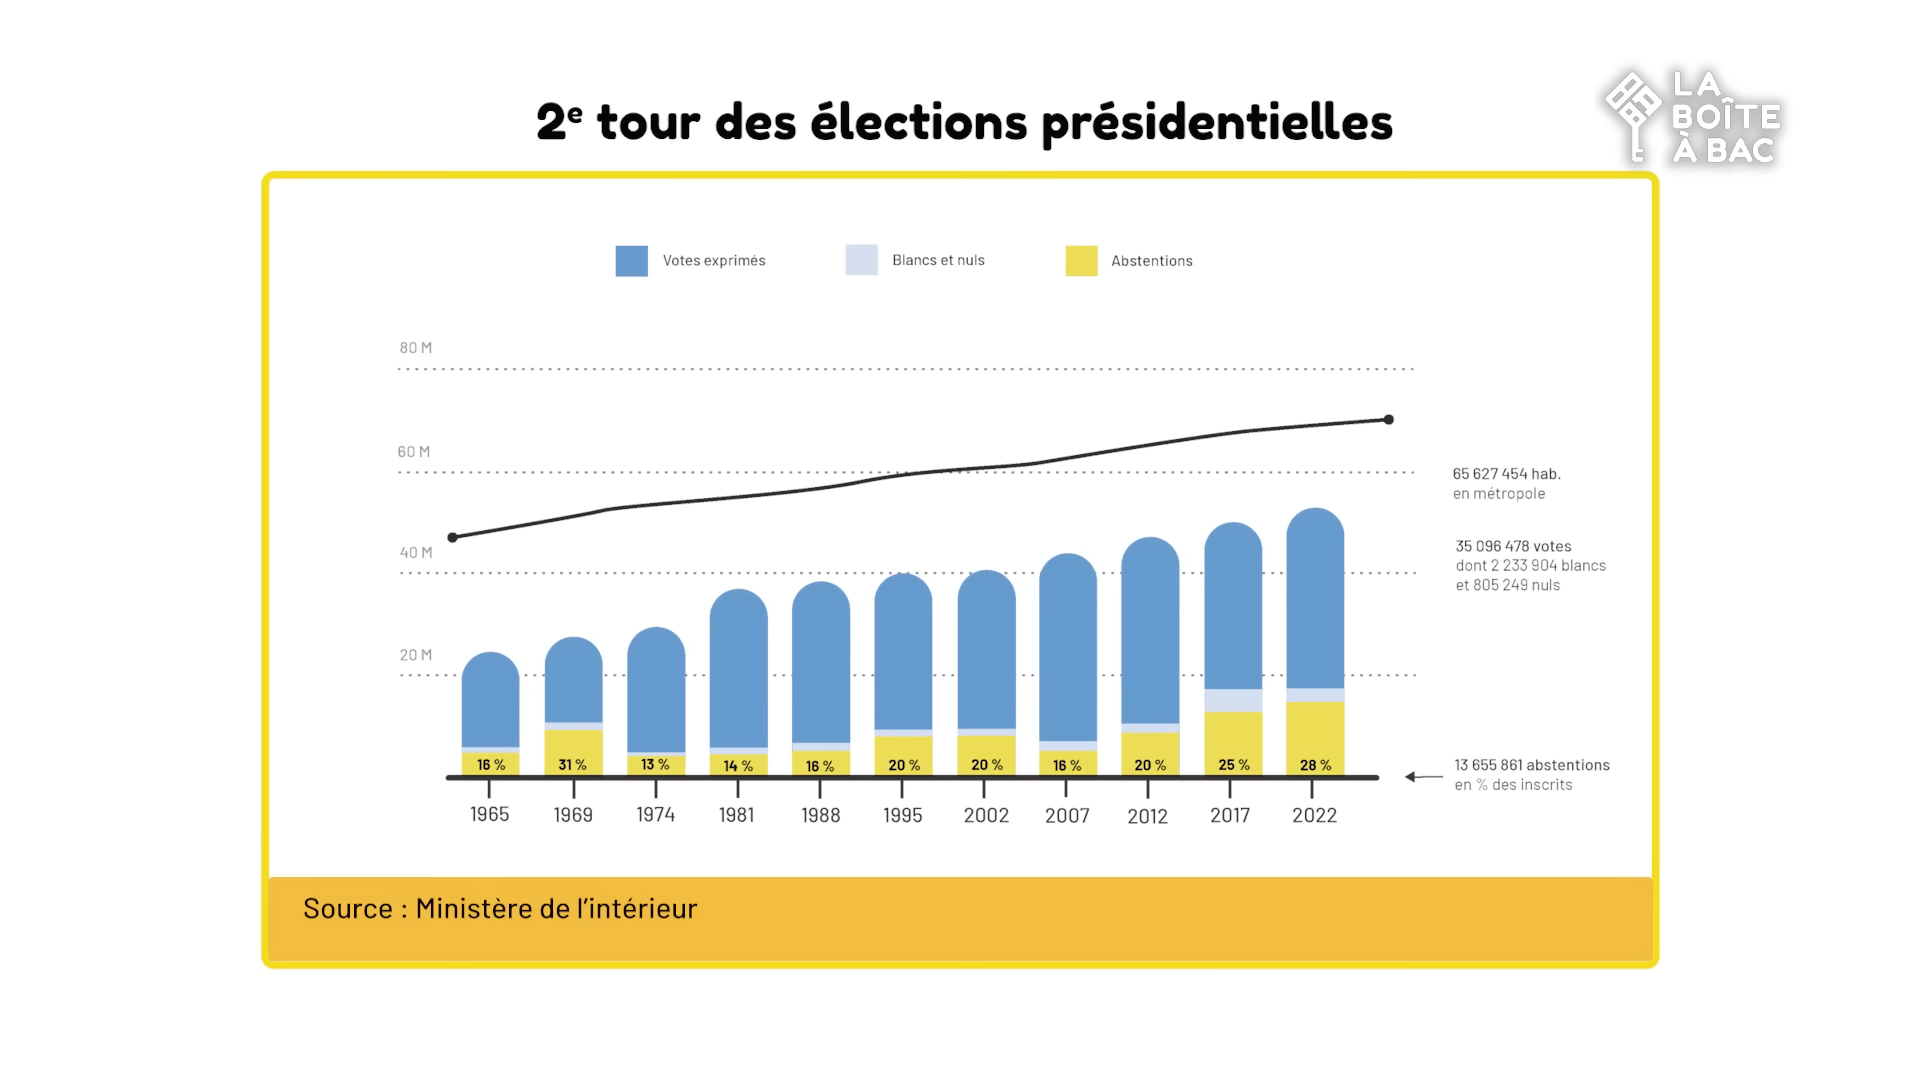 LA
BOÎTE
À BAC
2e tour des élections présidentielles
Votes exprimés
Blancs et nuls
Abstentions
80 M
60 M
40 M
20 M
65 627 454 hab.
en métropole
35 096 478 votes
dont 2 233 904 blancs
et 805 249 nuls
16 %
31 %
13 %
14 %
16 %
20 %
20 %
16 %
20 %
25 %
28 %
13 655 861 abstentions
en % des inscrits
1965
1969
1974
1981
1988
1995
2002
2007
2012
2017
2022
Source : Ministère de l'intérieur